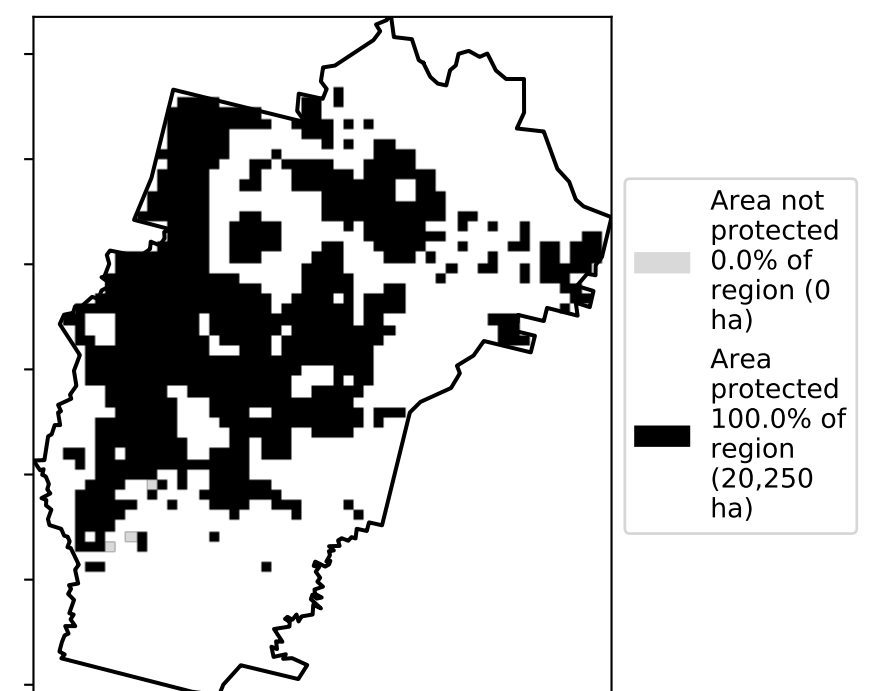 Area not
protected
0.0% of
region (0
ha)
Area
protected
100.0% of
region
(20,250
ha)